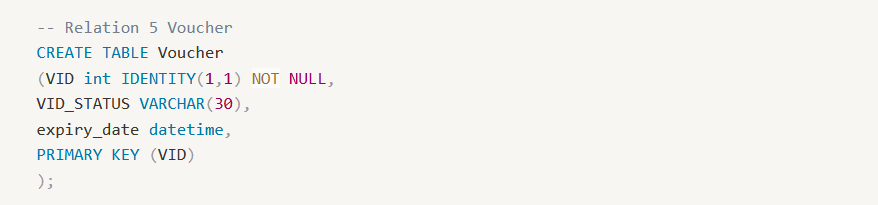 -- Relation 5 Voucher
CREATE TABLE Voucher
(VID int IDENTITY(1,1) NOT NULL,
VID_STATUS VARCHAR(30),
expiry_date datetime,
PRIMARY KEY (VID)
);